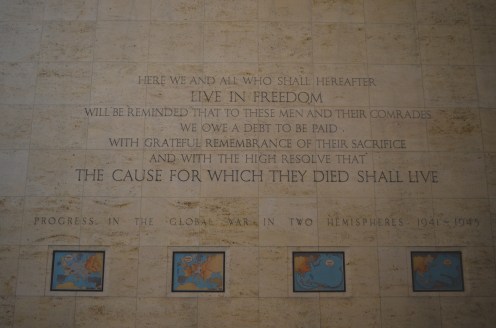 HERE WE AND ALL WHO SHALL HEREAFTER
LIVE IN FREEDOM
WILL BE REMINDED THAT TO THESE MEN AND THEIR COMRADES
WE OWE A DEBT TO BE PAID
WITH GRATEFUL REMEMBRANCE OF THEIR SACRIFICE
AND WITH THE HIGH RESOLVE THAT
THE CAUSE FOR WHICH THEY DIED SHALL LIVE
PROGRESS IN THE GLOBAL WAR IN TWO HEMISPHERES 1941-1945